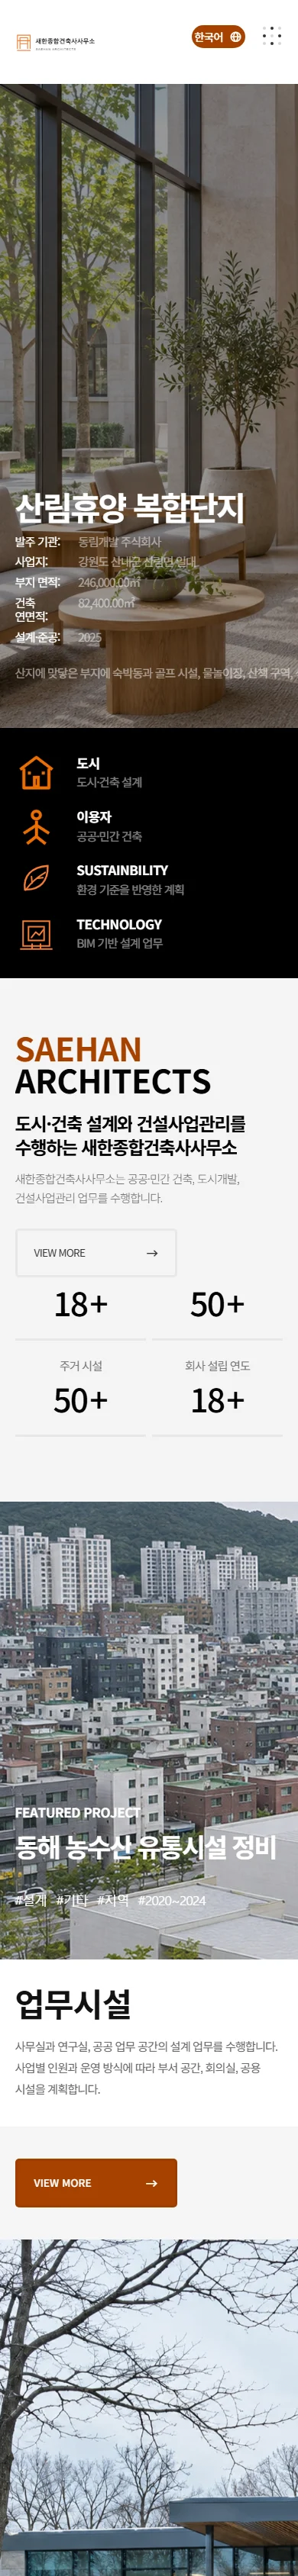 새한종합건축사사무소
SAEHAN ARCHITECTS
한국어
산림휴양 복합단지
발주 기관: 동림개발 주식회사
사업지: 강원도 산내군 산림면 일대
부지 면적: 246,000.00㎡
건축
연면적: 82,400.00㎡
설계·준공: 2025
산지에 맞닿은 부지에 숙박동과 골프 시설, 물놀이장, 산책 구역,
도시
도시·건축 설계
이용자
공공·민간 건축
SUSTAINBILITY
환경 기준을 반영한 계획
TECHNOLOGY
BIM 기반 설계 업무
SAEHAN
ARCHITECTS
도시·건축 설계와 건설사업관리를
수행하는 새한종합건축사사무소
새한종합건축사사무소는 공공·민간 건축, 도시개발,
건설사업관리 업무를 수행합니다.
VIEW MORE →
18+ 50+
주거 시설 회사 설립 연도
50+ 18+
FEATURED PROJECT
동해 농수산 유통시설 정비
#설계 #기타 #지역 #2020~2024
업무시설
사무실과 연구실, 공공 업무 공간의 설계 업무를 수행합니다.
사업별 인원과 운영 방식에 따라 부서 공간, 회의실, 공용
시설을 계획합니다.
VIEW MORE →